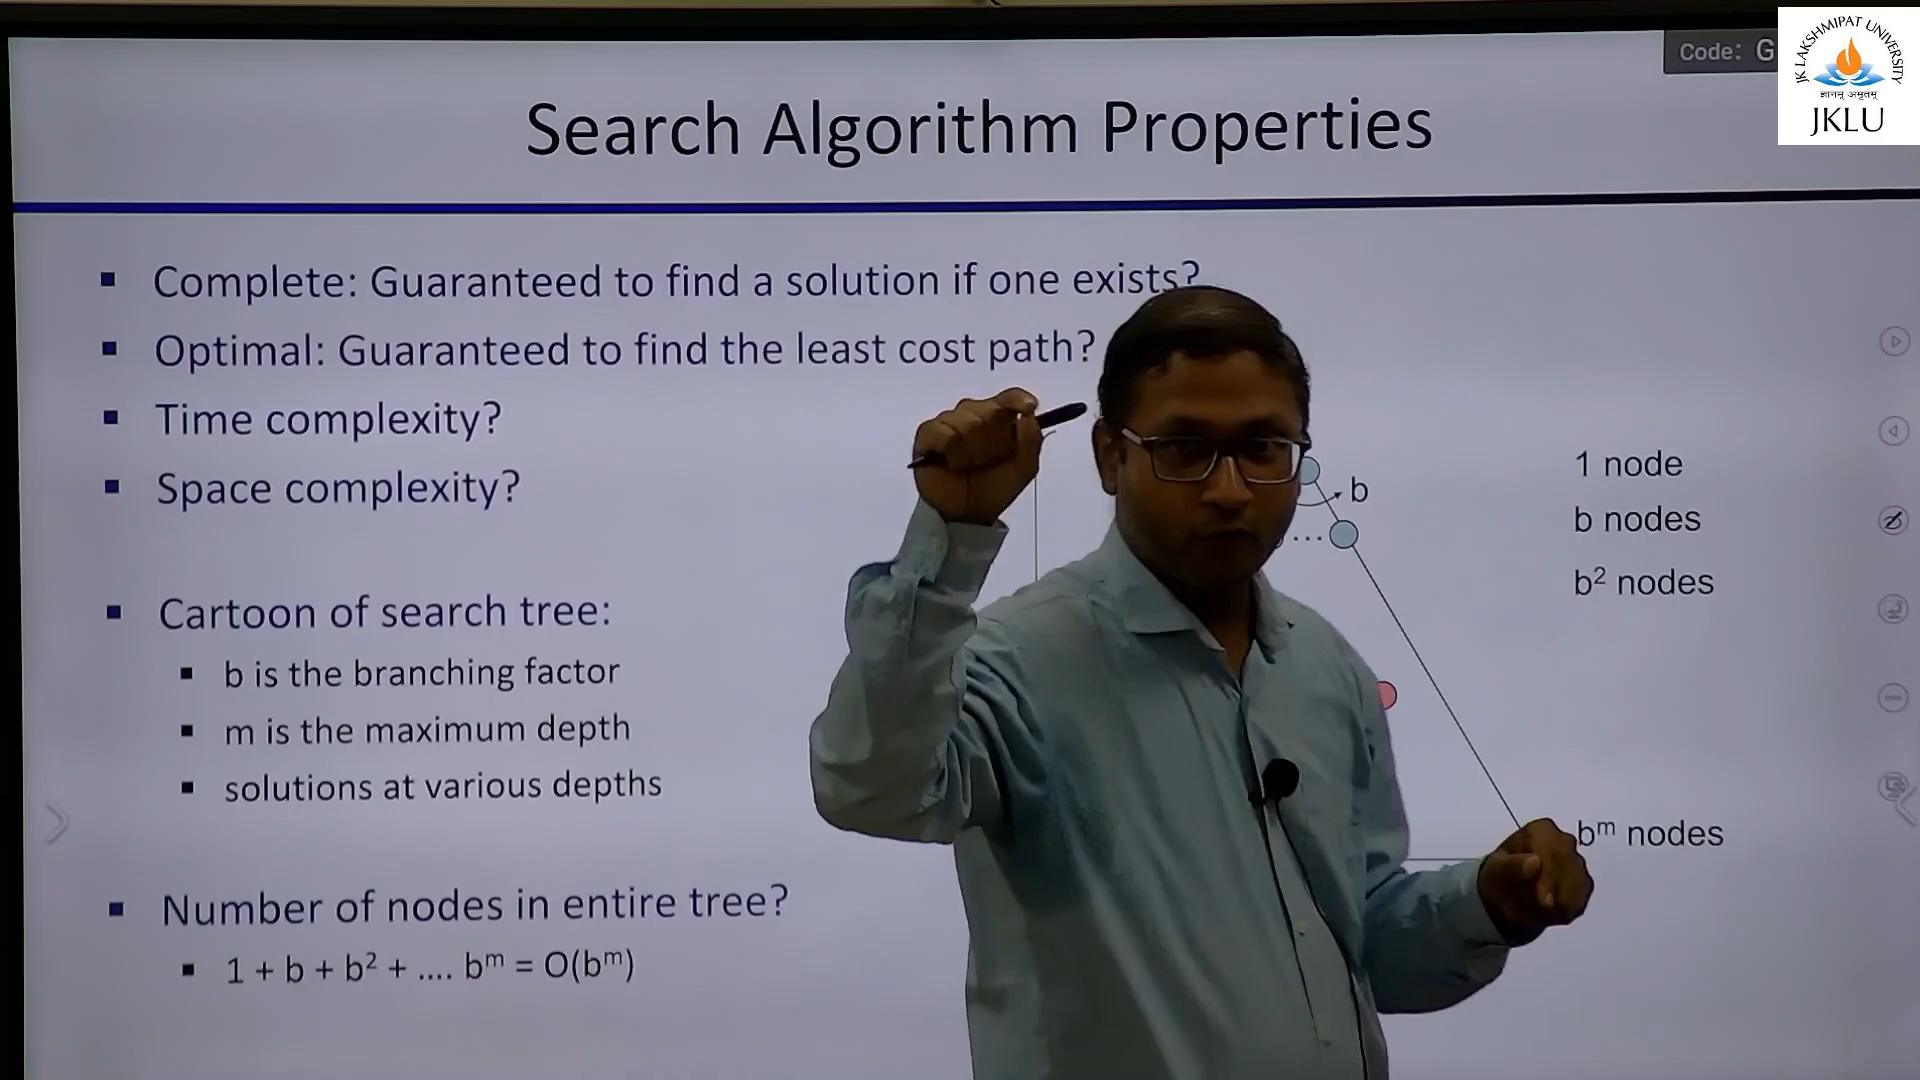 Code: G
JK LAKSHMIPAT UNIVERSITY
ज्ञानम् अमृतम्
JKLU
Search Algorithm Properties
Complete: Guaranteed to find a solution if one exists?
Optimal: Guaranteed to find the least cost path?
Time complexity?
Space complexity?
Cartoon of search tree:
b is the branching factor
m is the maximum depth
solutions at various depths
Number of nodes in entire tree?
1 + b + b² + .... bᵐ = O(bᵐ)
b
...
1 node
b nodes
b² nodes
bᵐ nodes